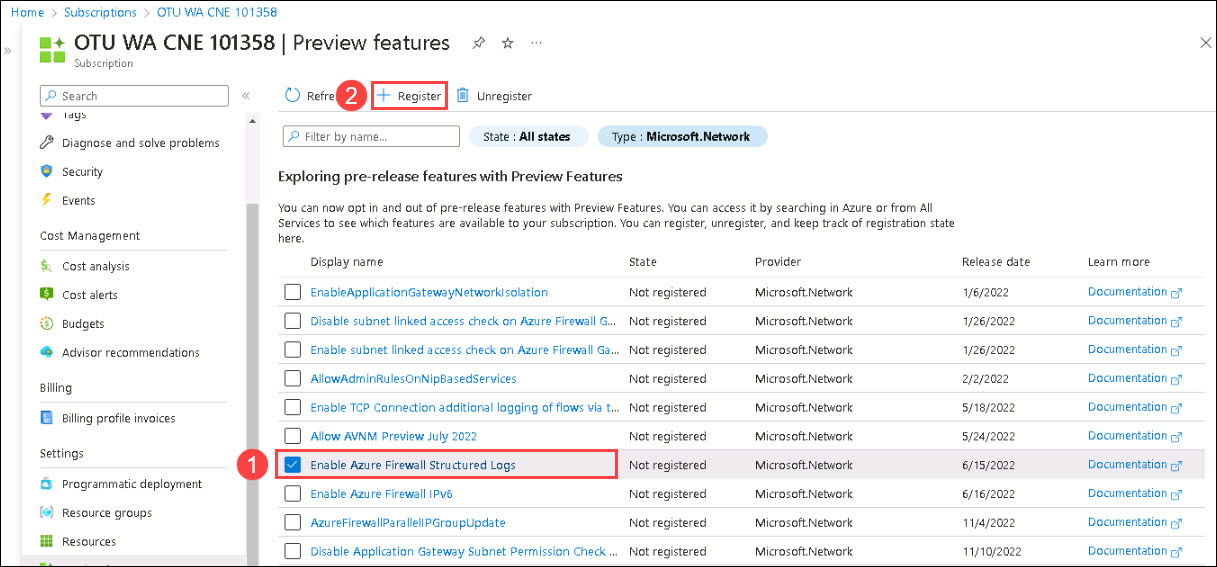 Home > Subscriptions > OTU WA CNE 101358
»
OTU WA CNE 101358 | Preview features
...
Subscription
Search
«
Tags
Diagnose and solve problems
Security
Events
Cost Management
Cost analysis
Cost alerts
Budgets
Advisor recommendations
Billing
Billing profile invoices
Settings
Programmatic deployment
Resource groups
Resources
Refre 2 + Register Unregister
Filter by name... State : All states Type : Microsoft.Network
Exploring pre-release features with Preview Features
You can now opt in and out of pre-release features with Preview Features. You can access it by searching in Azure or from All
Services to see which features are available to your subscription. You can register, unregister, and keep track of registration state
here.
Display name State Provider Release date Learn more
EnableApplicationGatewayNetworkIsolation Not registered Microsoft.Network 1/6/2022 Documentation
Disable subnet linked access check on Azure Firewall G... Not registered Microsoft.Network 1/26/2022 Documentation
Enable subnet linked access check on Azure Firewall Ga... Not registered Microsoft.Network 1/26/2022 Documentation
AllowAdminRulesOnNipBasedServices Not registered Microsoft.Network 2/2/2022 Documentation
Enable TCP Connection additional logging of flows via t... Not registered Microsoft.Network 5/18/2022 Documentation
Allow AVNM Preview July 2022 Not registered Microsoft.Network 5/24/2022 Documentation
1 Enable Azure Firewall Structured Logs Not registered Microsoft.Network 6/15/2022 Documentation
Enable Azure Firewall IPv6 Not registered Microsoft.Network 6/16/2022 Documentation
AzureFirewallParallelIPGroupUpdate Not registered Microsoft.Network 11/4/2022 Documentation
Disable Application Gateway Subnet Permission Check ... Not registered Microsoft.Network 11/10/2022 Documentation